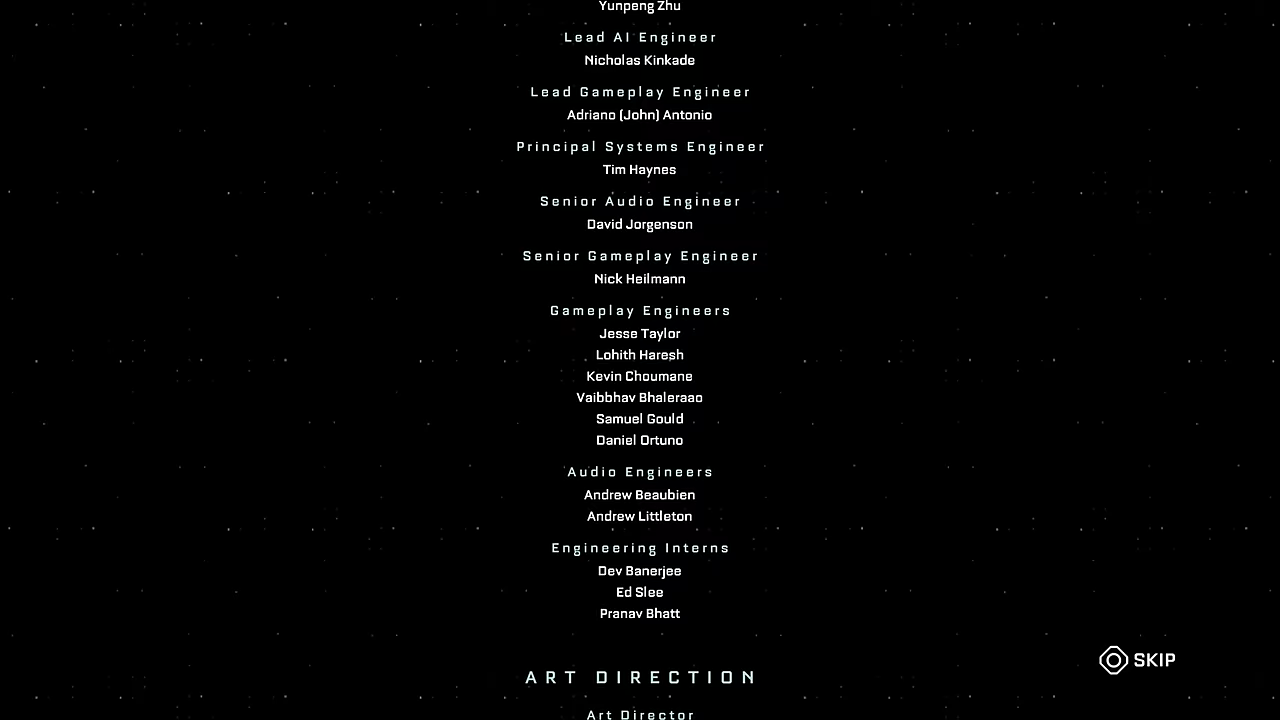 Yunpeng Zhu
Lead AI Engineer
Nicholas Kinkade
Lead Gameplay Engineer
Adriano (John) Antonio
Principal Systems Engineer
Tim Haynes
Senior Audio Engineer
David Jorgenson
Senior Gameplay Engineer
Nick Heilmann
Gameplay Engineers
Jesse Taylor
Lohith Haresh
Kevin Choumane
Vaibbhav Bhaleraao
Samuel Gould
Daniel Ortuno
Audio Engineers
Andrew Beaubien
Andrew Littleton
Engineering Interns
Dev Banerjee
Ed Slee
Pranav Bhatt
SKIP
ART DIRECTION
Art Director